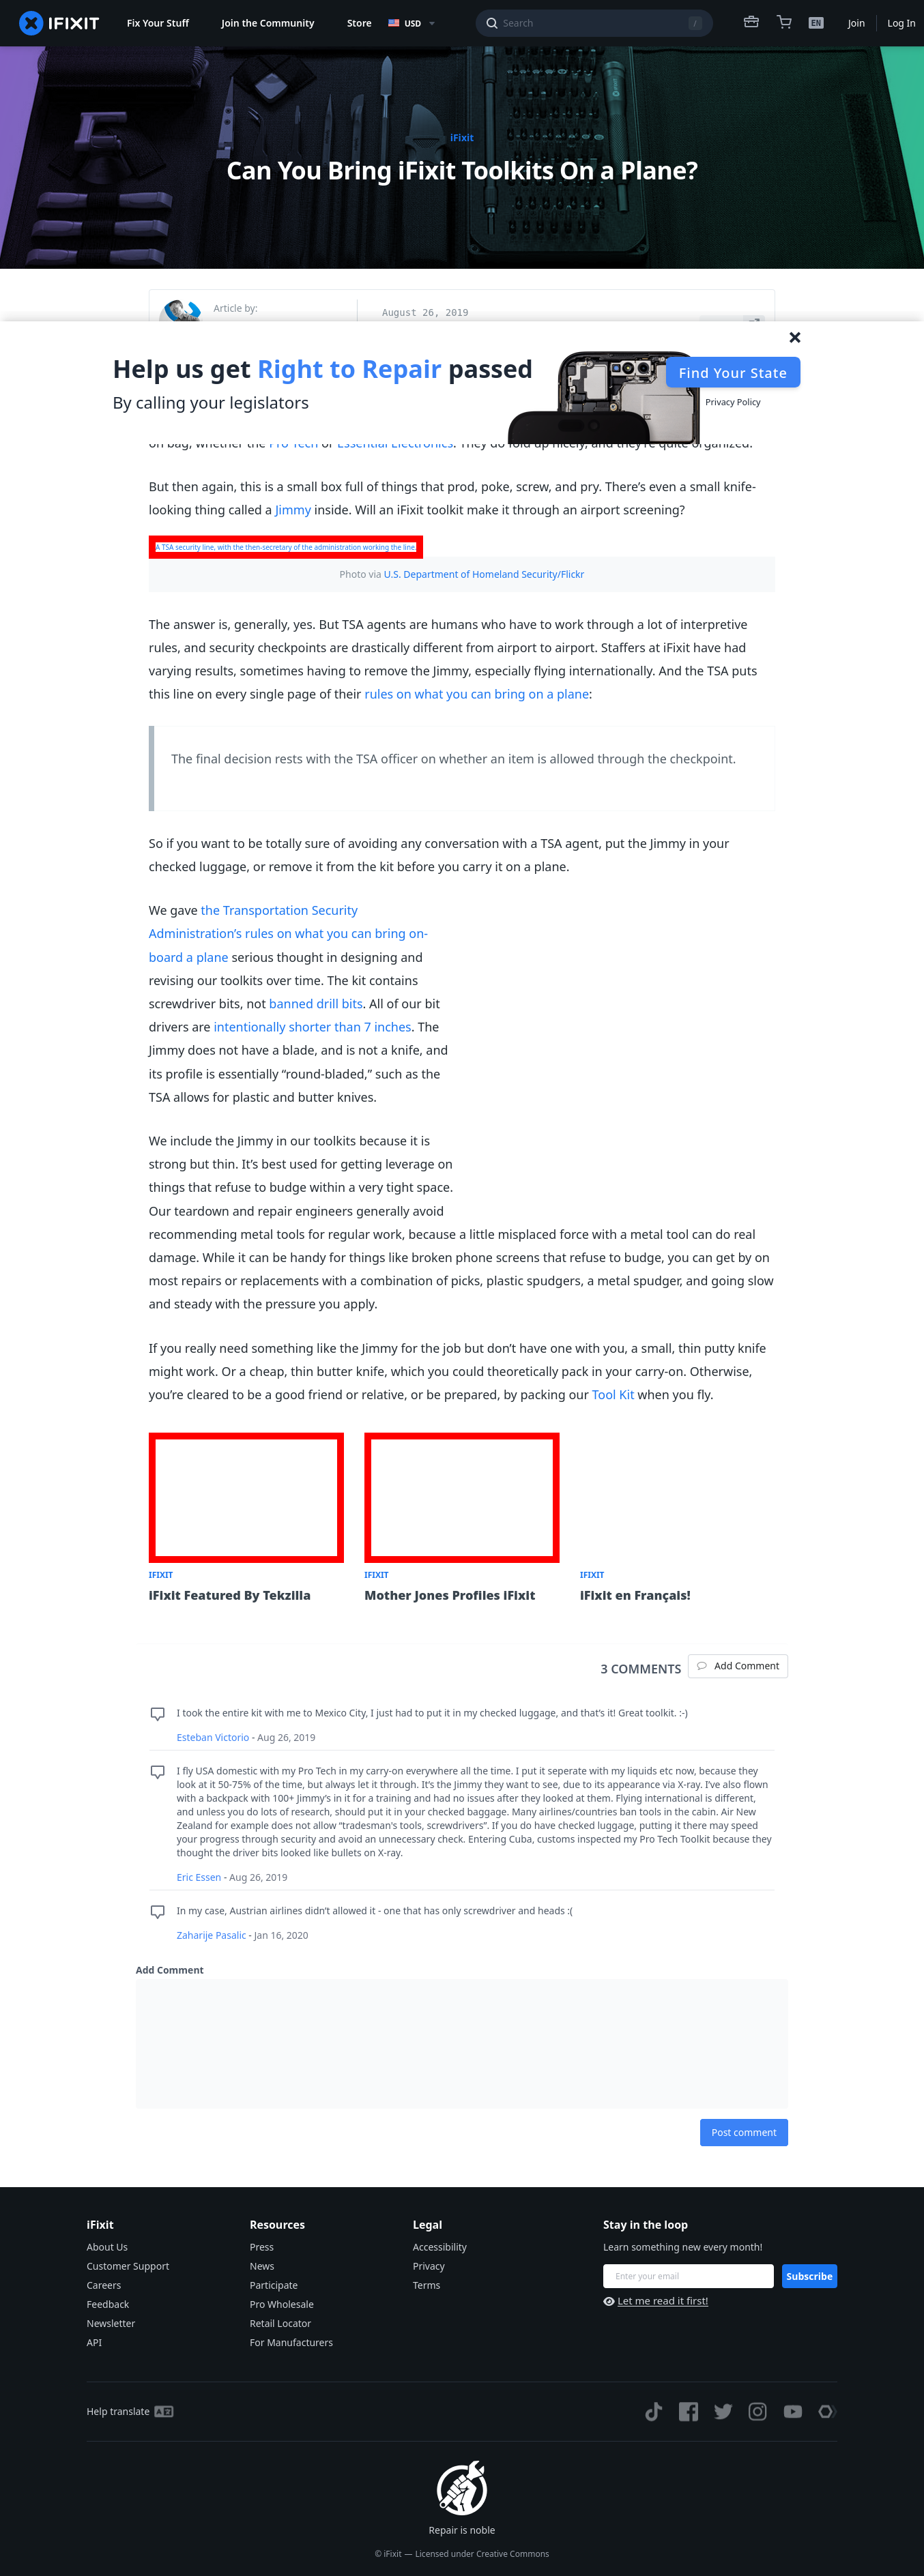 IFIXIT
Fix Your Stuff
Join the Community
Store
USD
Search
/
EN
Join
Log In
iFixit
Can You Bring iFixit Toolkits On a Plane?
Article by:
August 26, 2019
Help us get Right to Repair passed
By calling your legislators
Find Your State
Privacy Policy
on bag, whether the Pro Tech or Essential Electronics. They do fold up nicely, and they’re quite organized.
But then again, this is a small box full of things that prod, poke, screw, and pry. There’s even a small knife-
looking thing called a Jimmy inside. Will an iFixit toolkit make it through an airport screening?
A TSA security line, with the then-secretary of the administration working the line.
Photo via U.S. Department of Homeland Security/Flickr
The answer is, generally, yes. But TSA agents are humans who have to work through a lot of interpretive
rules, and security checkpoints are drastically different from airport to airport. Staffers at iFixit have had
varying results, sometimes having to remove the Jimmy, especially flying internationally. And the TSA puts
this line on every single page of their rules on what you can bring on a plane:
The final decision rests with the TSA officer on whether an item is allowed through the checkpoint.
So if you want to be totally sure of avoiding any conversation with a TSA agent, put the Jimmy in your
checked luggage, or remove it from the kit before you carry it on a plane.
We gave the Transportation Security
Administration’s rules on what you can bring on-
board a plane serious thought in designing and
revising our toolkits over time. The kit contains
screwdriver bits, not banned drill bits. All of our bit
drivers are intentionally shorter than 7 inches. The
Jimmy does not have a blade, and is not a knife, and
its profile is essentially “round-bladed,” such as the
TSA allows for plastic and butter knives.
We include the Jimmy in our toolkits because it is
strong but thin. It’s best used for getting leverage on
things that refuse to budge within a very tight space.
Our teardown and repair engineers generally avoid
recommending metal tools for regular work, because a little misplaced force with a metal tool can do real
damage. While it can be handy for things like broken phone screens that refuse to budge, you can get by on
most repairs or replacements with a combination of picks, plastic spudgers, a metal spudger, and going slow
and steady with the pressure you apply.
If you really need something like the Jimmy for the job but don’t have one with you, a small, thin putty knife
might work. Or a cheap, thin butter knife, which you could theoretically pack in your carry-on. Otherwise,
you’re cleared to be a good friend or relative, or be prepared, by packing our Tool Kit when you fly.
IFIXIT
iFixit Featured By Tekzilla
IFIXIT
Mother Jones Profiles iFixit
IFIXIT
iFixit en Français!
3 COMMENTS
Add Comment
I took the entire kit with me to Mexico City, I just had to put it in my checked luggage, and that’s it! Great toolkit. :-)
Esteban Victorio - Aug 26, 2019
I fly USA domestic with my Pro Tech in my carry-on everywhere all the time. I put it seperate with my liquids etc now, because they
look at it 50-75% of the time, but always let it through. It’s the Jimmy they want to see, due to its appearance via X-ray. I’ve also flown
with a backpack with 100+ Jimmy’s in it for a training and had no issues after they looked at them. Flying international is different,
and unless you do lots of research, should put it in your checked baggage. Many airlines/countries ban tools in the cabin. Air New
Zealand for example does not allow “tradesman's tools, screwdrivers”. If you do have checked luggage, putting it there may speed
your progress through security and avoid an unnecessary check. Entering Cuba, customs inspected my Pro Tech Toolkit because they
thought the driver bits looked like bullets on X-ray.
Eric Essen - Aug 26, 2019
In my case, Austrian airlines didn’t allowed it - one that has only screwdriver and heads :(
Zaharije Pasalic - Jan 16, 2020
Add Comment
Post comment
iFixit
About Us
Customer Support
Careers
Feedback
Newsletter
API
Resources
Press
News
Participate
Pro Wholesale
Retail Locator
For Manufacturers
Legal
Accessibility
Privacy
Terms
Stay in the loop
Learn something new every month!
Enter your email
Subscribe
Let me read it first!
Help translate
Repair is noble
© iFixit — Licensed under Creative Commons